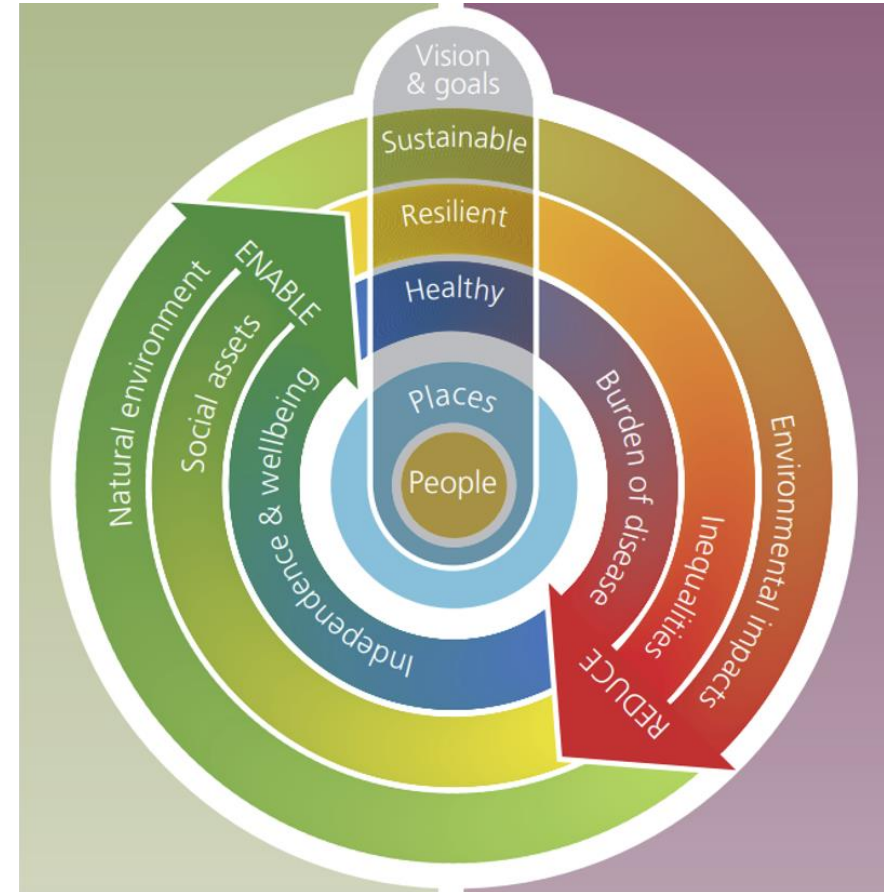 Vision
& goals
Sustainable
Resilient
Healthy
Places
People
ENABLE
Natural environment
Social assets
Independence & wellbeing
Burden of disease
Inequalities
Environmental impacts
REDUCE